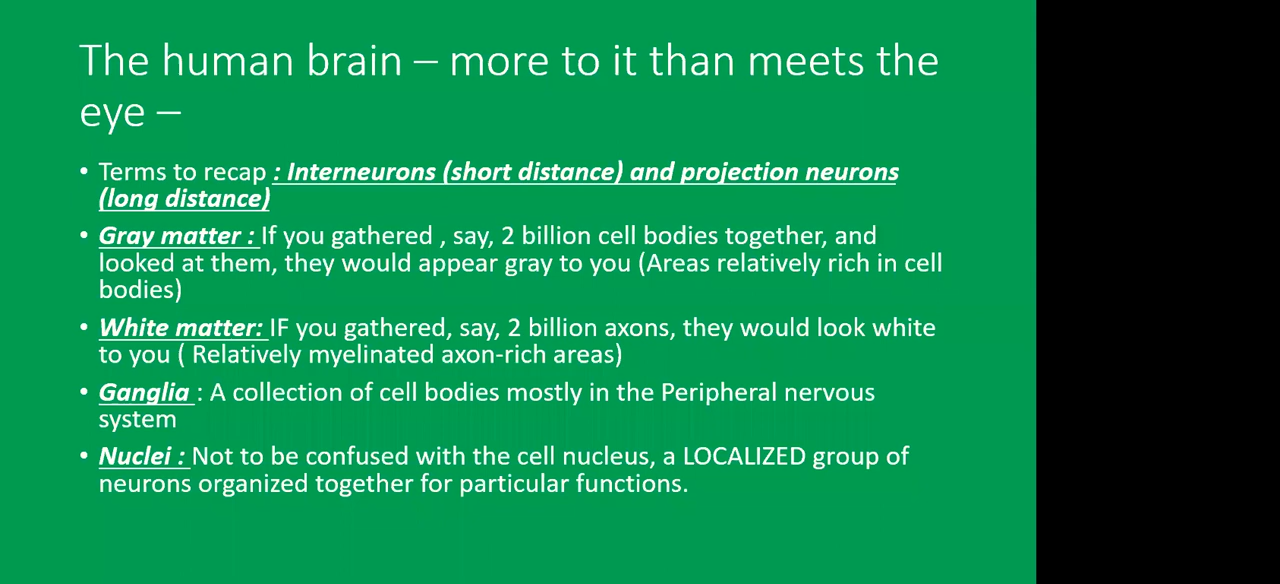 The human brain – more to it than meets the
eye –
• Terms to recap : Interneurons (short distance) and projection neurons
(long distance)
• Gray matter : If you gathered , say, 2 billion cell bodies together, and
looked at them, they would appear gray to you (Areas relatively rich in cell
bodies)
• White matter: IF you gathered, say, 2 billion axons, they would look white
to you ( Relatively myelinated axon-rich areas)
• Ganglia : A collection of cell bodies mostly in the Peripheral nervous
system
• Nuclei : Not to be confused with the cell nucleus, a LOCALIZED group of
neurons organized together for particular functions.